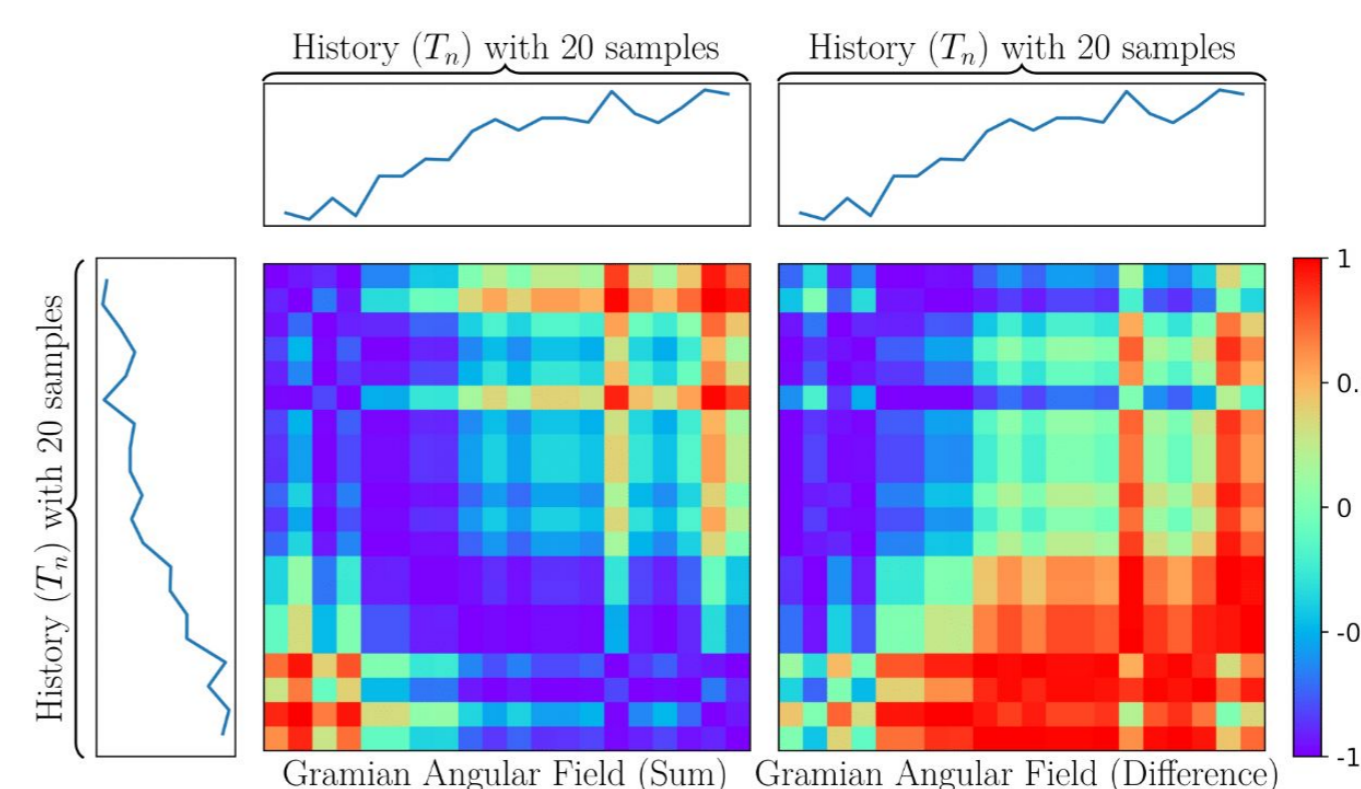 History (Tₙ) with 20 samples
History (Tₙ) with 20 samples
History (Tₙ) with 20 samples
1
0.
0
-0
-1
Gramian Angular Field (Sum)
Gramian Angular Field (Difference)